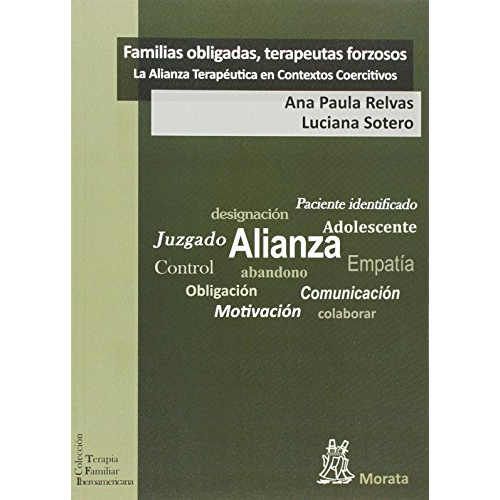 Familias obligadas, terapeutas forzosos
La Alianza Terapéutica en Contextos Coercitivos
Ana Paula Relvas
Luciana Sotero
Paciente identificado
designación
Adolescente
Juzgado
Alianza
Empatía
Control
abandono
Obligación
Comunicación
Motivación
colaborar
Colección
Terapia
Familiar
Iberoamericana
Morata